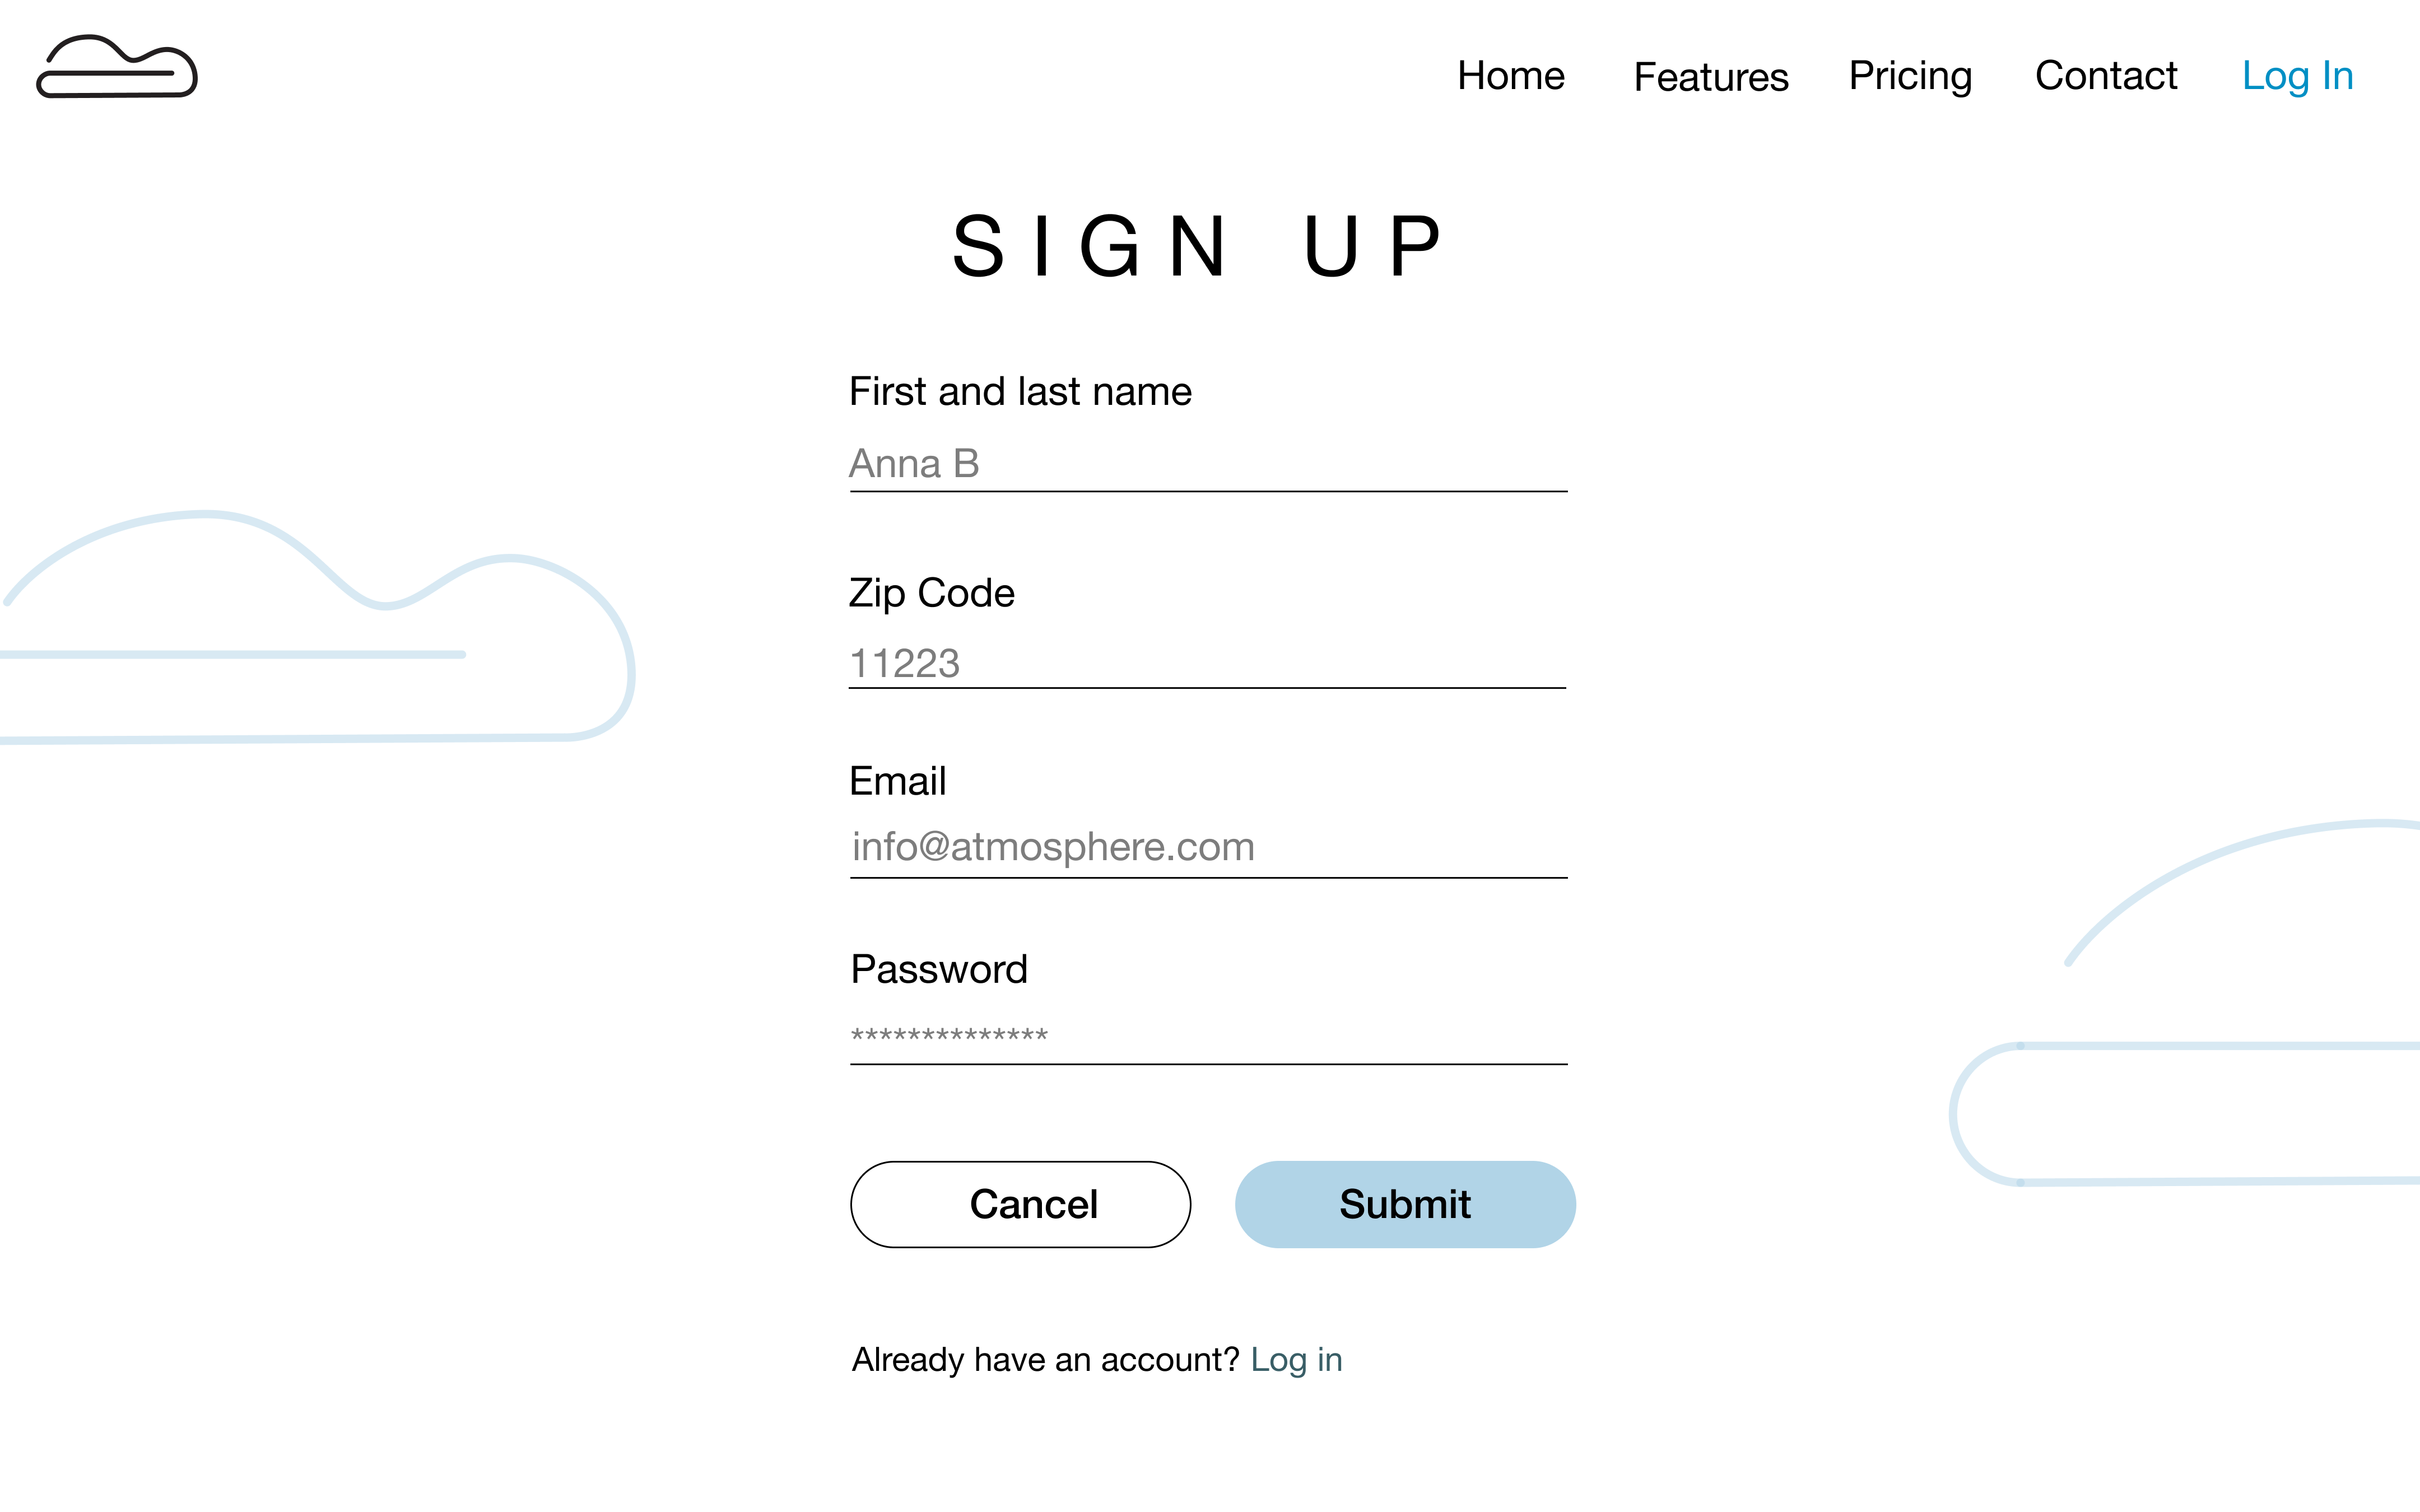 Home Features Pricing Contact Log In
SIGN UP
First and last name
Anna B
Zip Code
11223
Email
info@atmosphere.com
Password
**************
Cancel Submit
Already have an account? Log in